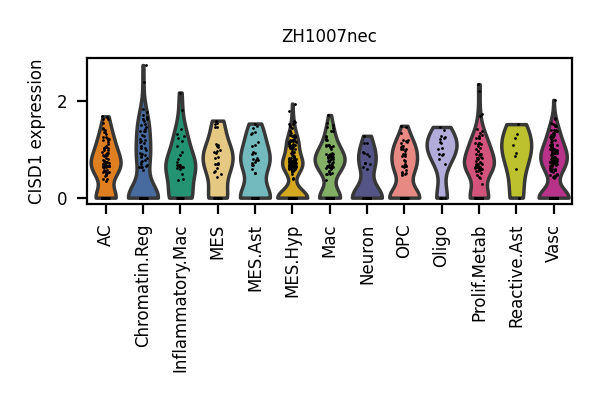 ZH1007nec
CISD1 expression
2
0
AC
Chromatin.Reg
Inflammatory.Mac
MES
MES.Ast
MES.Hyp
Mac
Neuron
OPC
Oligo
Prolif.Metab
Reactive.Ast
Vasc